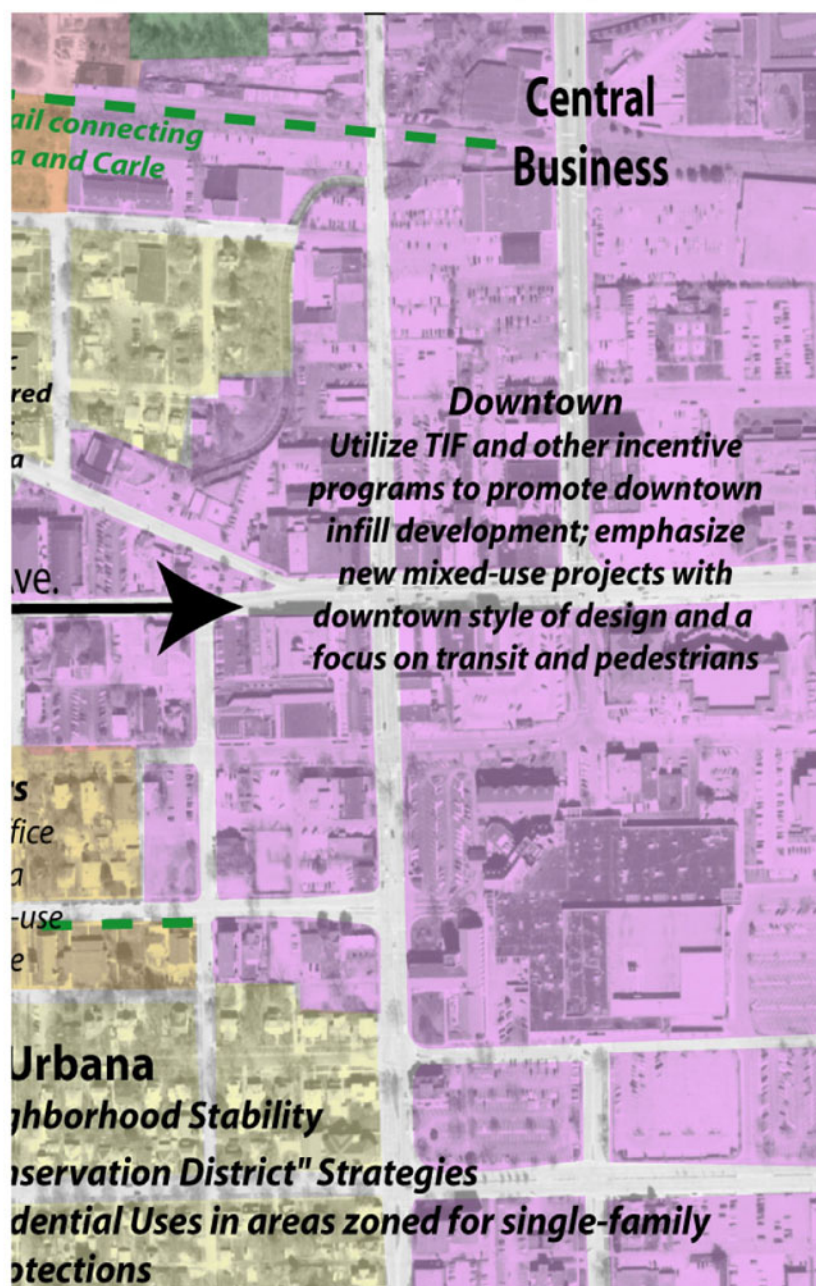 Central
Business
ail connecting
a and Carle
red
a
Downtown
Utilize TIF and other incentive
programs to promote downtown
infill development; emphasize
new mixed-use projects with
downtown style of design and a
focus on transit and pedestrians
Ave.
s
fice
a
-use
e
Urbana
ghborhood Stability
nservation District" Strategies
dential Uses in areas zoned for single-family
otections